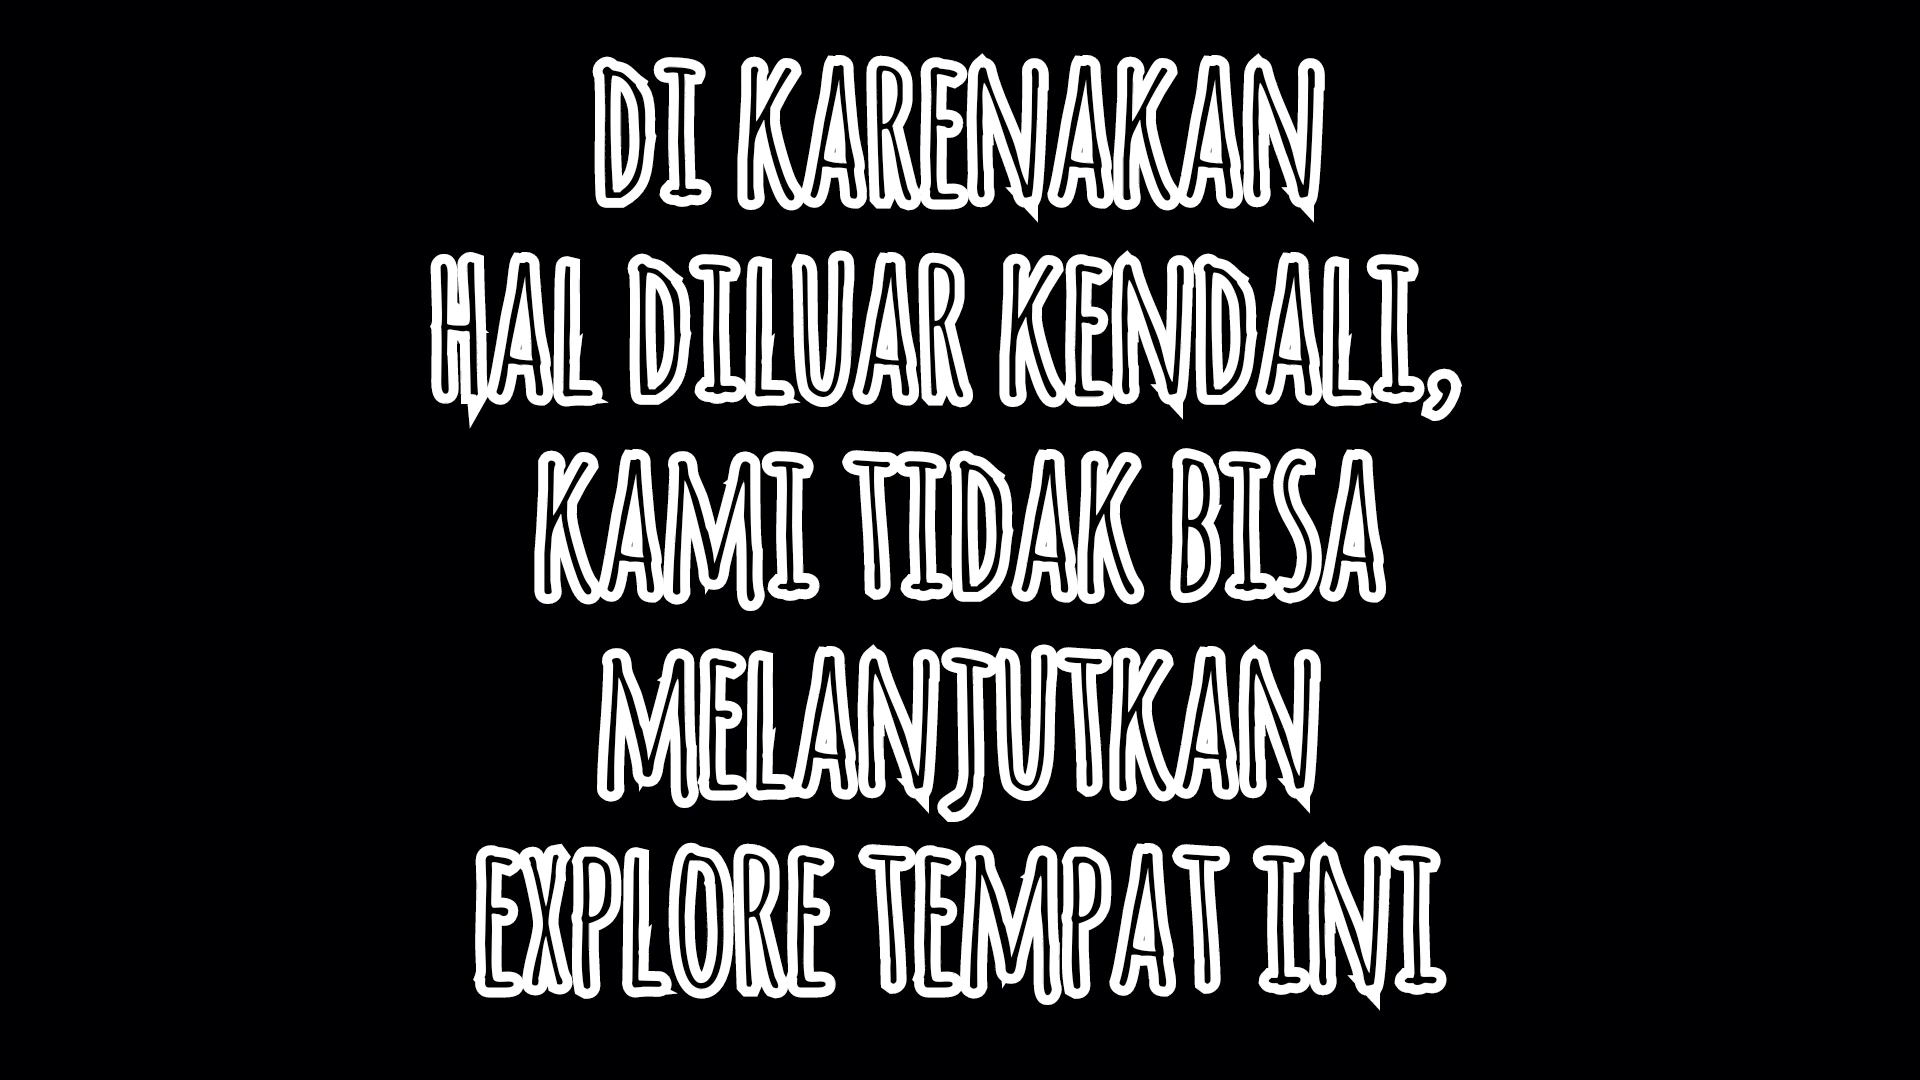 DI KARENAKAN
HAL DILUAR KENDALI,
KAMI TIDAK BISA
MELANJUTKAN
EXPLORE TEMPAT INI